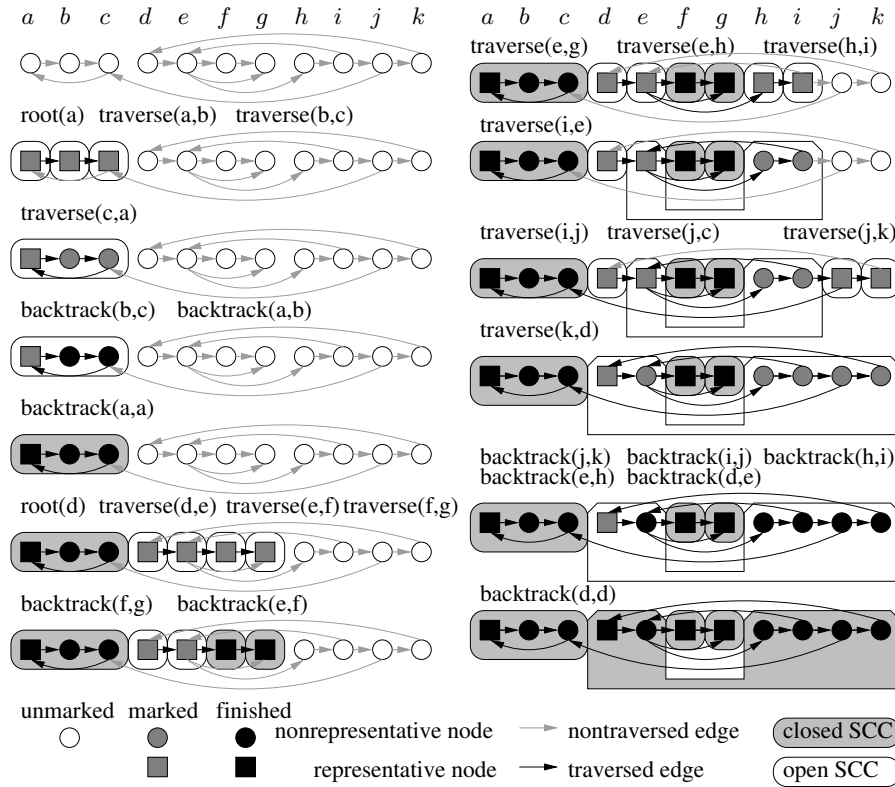 a b c d e f g h i j k
root(a) traverse(a,b) traverse(b,c)
traverse(c,a)
backtrack(b,c) backtrack(a,b)
backtrack(a,a)
root(d) traverse(d,e) traverse(e,f) traverse(f,g)
backtrack(f,g) backtrack(e,f)
a b c d e f g h i j k
traverse(e,g) traverse(e,h) traverse(h,i)
traverse(i,e)
traverse(i,j) traverse(j,c) traverse(j,k)
traverse(k,d)
backtrack(j,k) backtrack(i,j) backtrack(h,i)
backtrack(e,h) backtrack(d,e)
backtrack(d,d)
unmarked marked finished
nonrepresentative node nontraversed edge closed SCC
representative node traversed edge open SCC